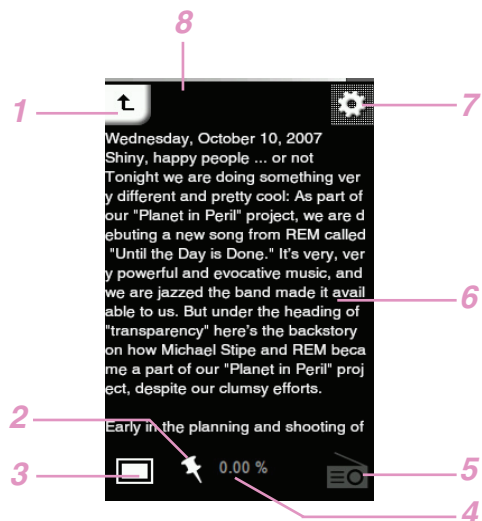 8
1
7
Wednesday, October 10, 2007
Shiny, happy people ... or not
Tonight we are doing something ver
y different and pretty cool: As part of
our "Planet in Peril" project, we are d
ebuting a new song from REM called
"Until the Day is Done." It's very, ver
y powerful and evocative music, and
we are jazzed the band made it avail
able to us. But under the heading of
"transparency" here's the backstory
on how Michael Stipe and REM beca
me a part of our "Planet in Peril" proj
ect, despite our clumsy efforts.
6
Early in the planning and shooting of
2
0.00 %
3
5
4